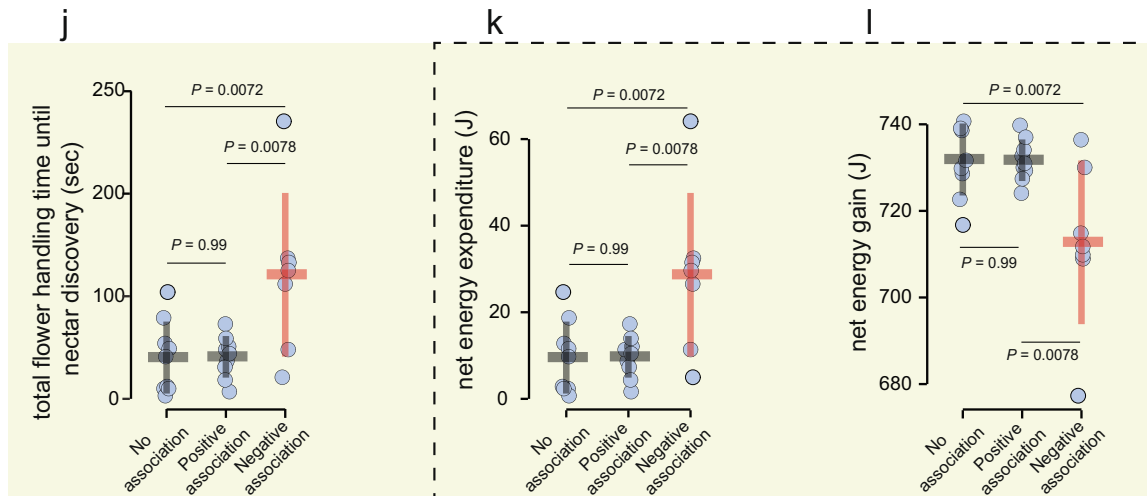 j
total flower handling time until
nectar discovery (sec)
250
200
100
0
P = 0.0072
P = 0.0078
P = 0.99
No
association
Positive
association
Negative
association
k
net energy expenditure (J)
60
40
20
0
P = 0.0072
P = 0.0078
P = 0.99
No
association
Positive
association
Negative
association
l
net energy gain (J)
740
720
700
680
P = 0.0072
P = 0.99
P = 0.0078
No
association
Positive
association
Negative
association